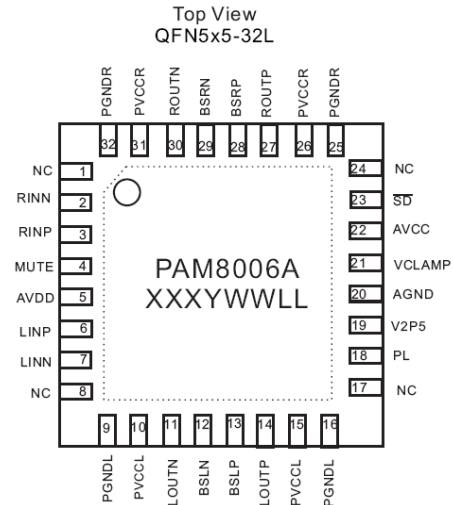 Top View
QFN5x5-32L
PGNDR PVCCR ROUTN BSRN BSRP ROUTP PVCCR PGNDR
32 31 30 29 28 27 26 25
NC 1
RINN 2
RINP 3
MUTE 4
AVDD 5
LINP 6
LINN 7
NC 8
24 NC
23 SD
22 AVCC
21 VCLAMP
20 AGND
19 V2P5
18 PL
17 NC
PAM8006A
XXXYWWLL
9 10 11 12 13 14 15 16
PGNDL PVCCL LOUTN BSLN BSLP LOUTP PVCCL PGNDL